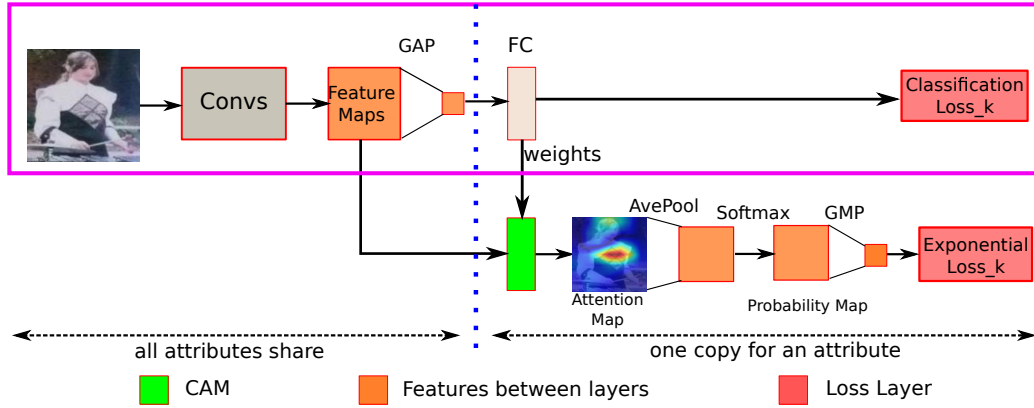 GAP
FC
Convs
Feature
Maps
Classification
Loss_k
weights
AvePool
Softmax
GMP
Exponential
Loss_k
Attention
Map
Probability Map
all attributes share
one copy for an attribute
CAM
Features between layers
Loss Layer